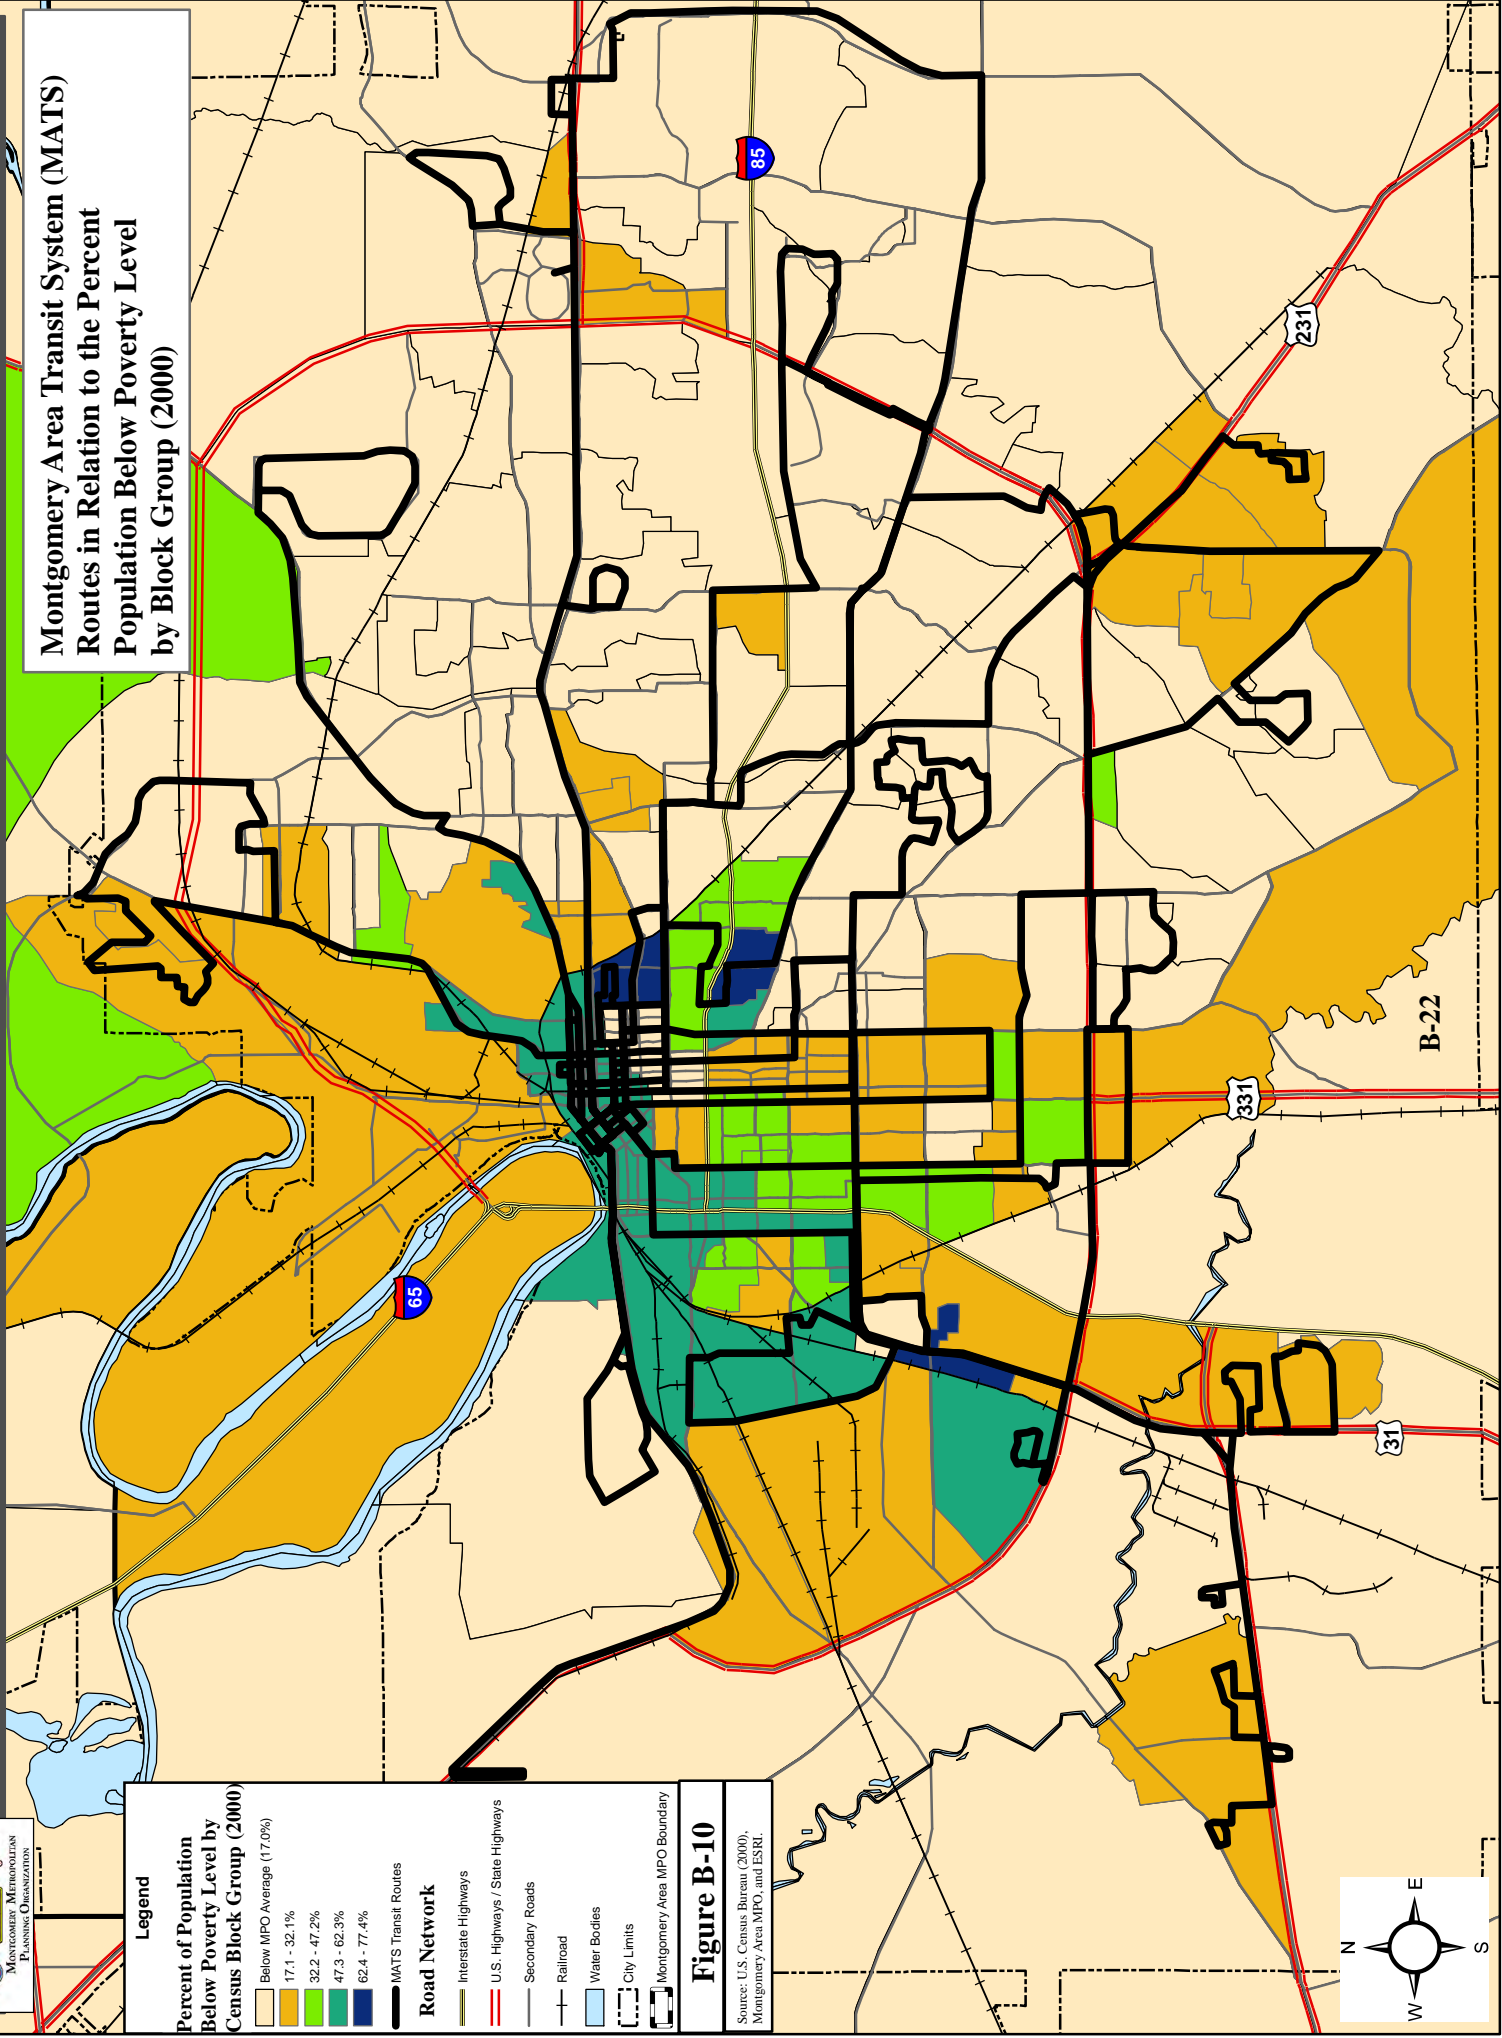 Montgomery Area Transit System (MATS)
Routes in Relation to the Percent
Population Below Poverty Level
by Block Group (2000)
85
231
65
331
31
B-22
MONTGOMERY METROPOLITAN
PLANNING ORGANIZATION
Legend
Percent of Population
Below Poverty Level by
Census Block Group (2000)
Below MPO Average (17.0%)
17.1 - 32.1%
32.2 - 47.2%
47.3 - 62.3%
62.4 - 77.4%
MATS Transit Routes
Road Network
Interstate Highways
U.S. Highways / State Highways
Secondary Roads
Railroad
Water Bodies
City Limits
Montgomery Area MPO Boundary
Figure B-10
Source: U.S. Census Bureau (2000),
Montgomery Area MPO, and ESRI.
N
W
E
S